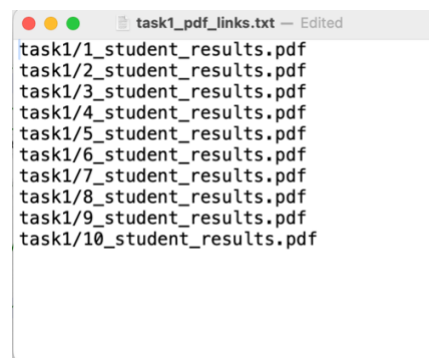 task1_pdf_links.txt — Edited
task1/1_student_results.pdf
task1/2_student_results.pdf
task1/3_student_results.pdf
task1/4_student_results.pdf
task1/5_student_results.pdf
task1/6_student_results.pdf
task1/7_student_results.pdf
task1/8_student_results.pdf
task1/9_student_results.pdf
task1/10_student_results.pdf